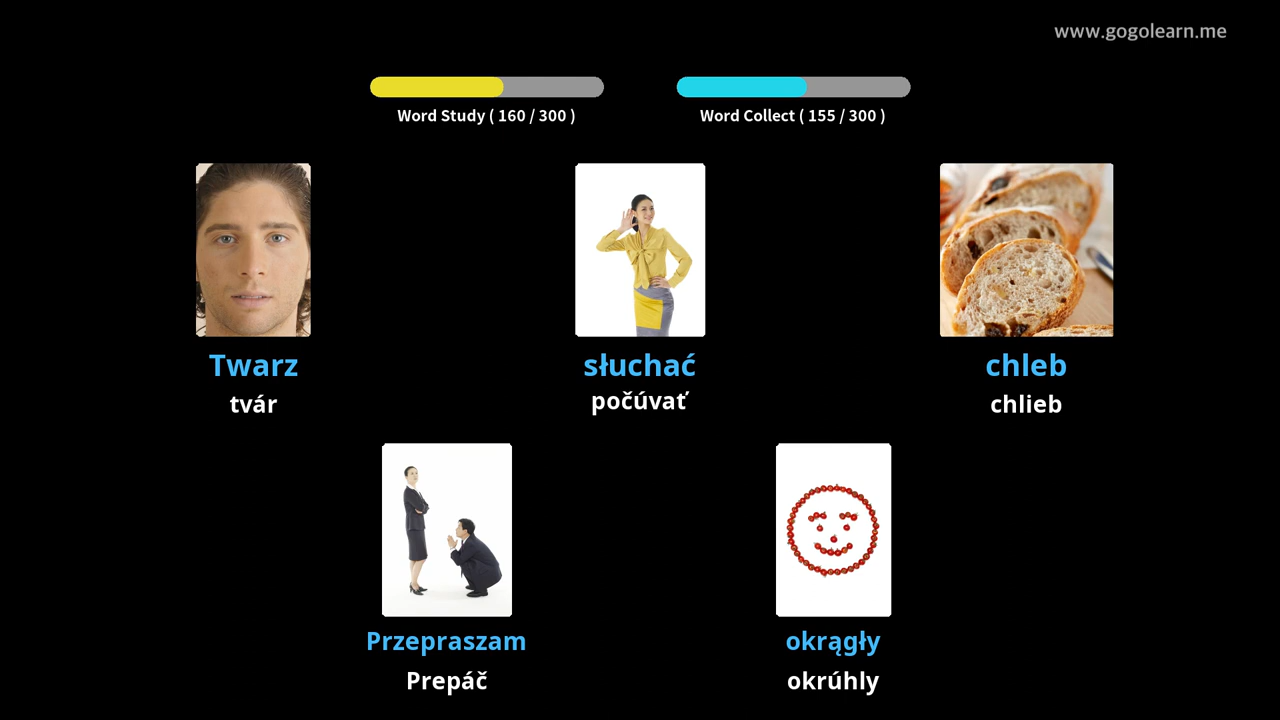 www.gogolearn.me
Word Study ( 160 / 300 )
Word Collect ( 155 / 300 )
Twarz
tvár
słuchać
počúvať
chleb
chlieb
Przepraszam
Prepáč
okrągły
okrúhly